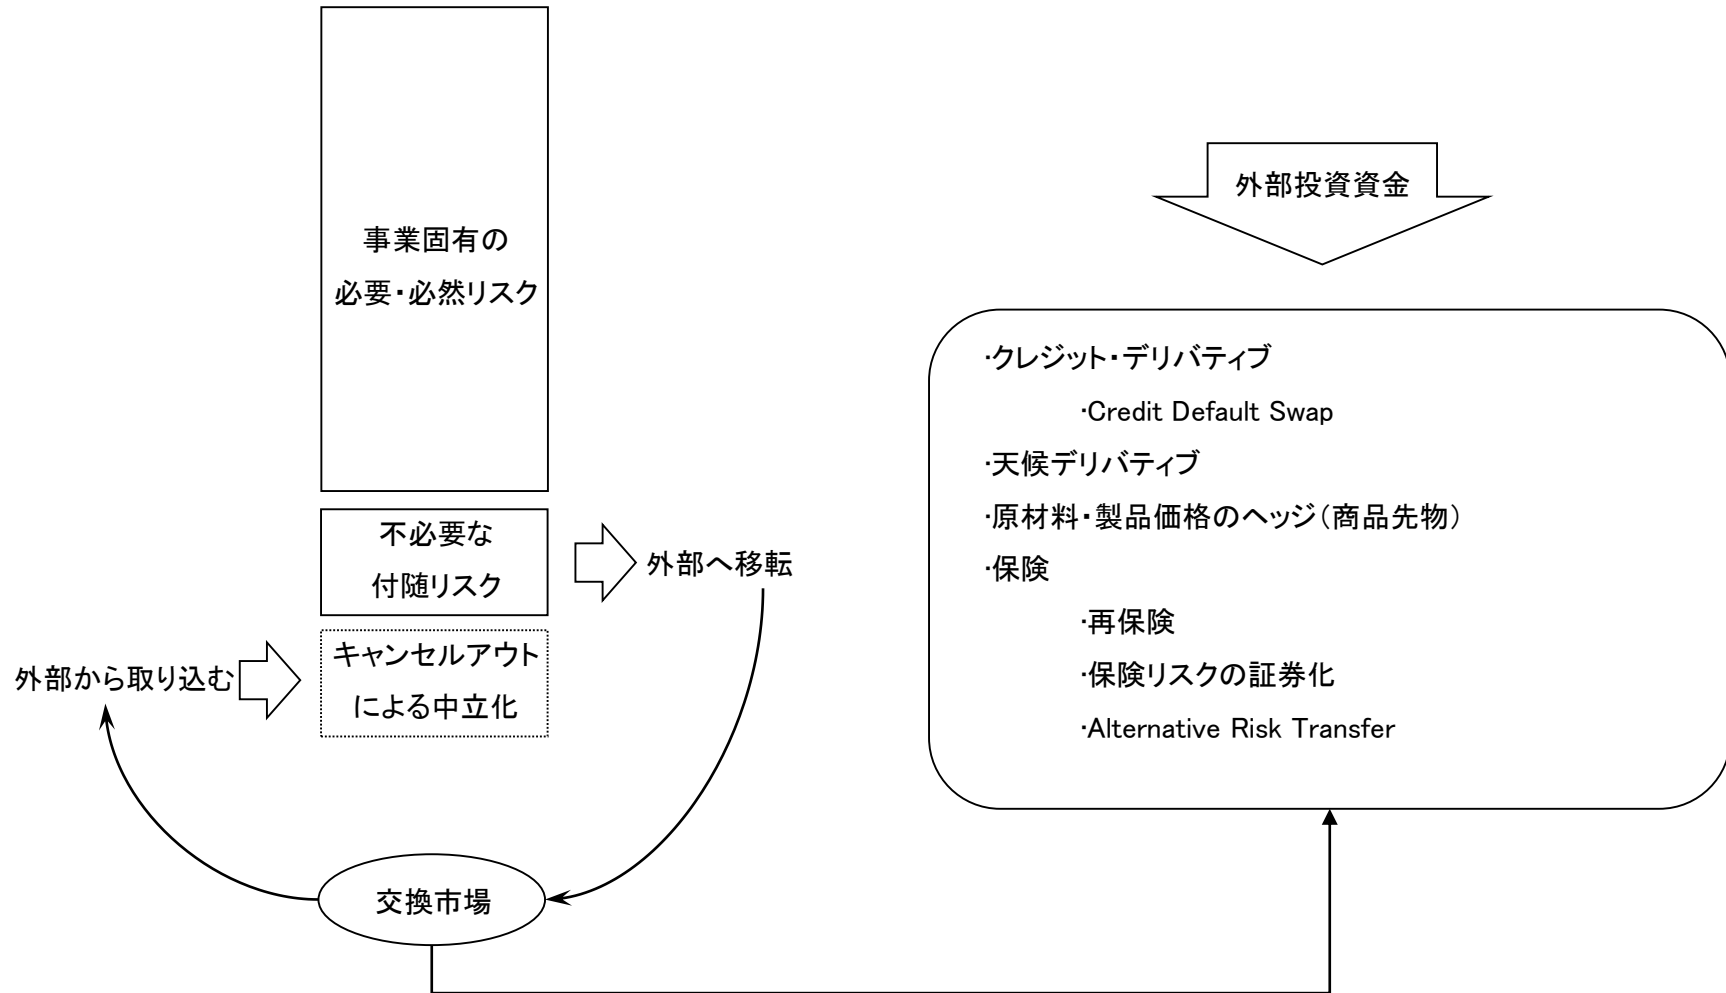 事業固有の
必要・必然リスク
不必要な
付随リスク
外部へ移転
キャンセルアウト
による中立化
外部から取り込む
交換市場
外部投資資金
・クレジット・デリバティブ
・Credit Default Swap
・天候デリバティブ
・原材料・製品価格のヘッジ(商品先物)
・保険
・再保険
・保険リスクの証券化
・Alternative Risk Transfer